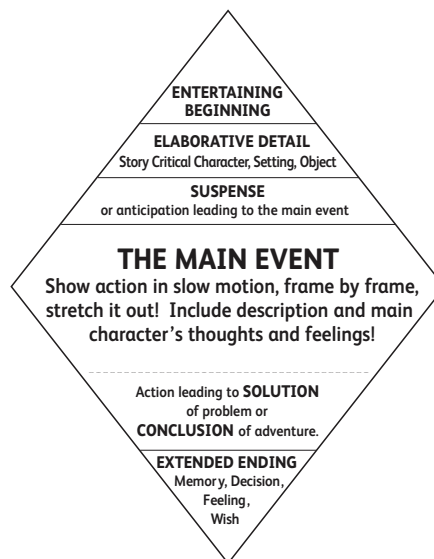 ENTERTAINING
BEGINNING
ELABORATIVE DETAIL
Story Critical Character, Setting, Object
SUSPENSE
or anticipation leading to the main event
THE MAIN EVENT
Show action in slow motion, frame by frame,
stretch it out! Include description and main
character's thoughts and feelings!
Action leading to SOLUTION
of problem or
CONCLUSION of adventure.
EXTENDED ENDING
Memory, Decision,
Feeling,
Wish